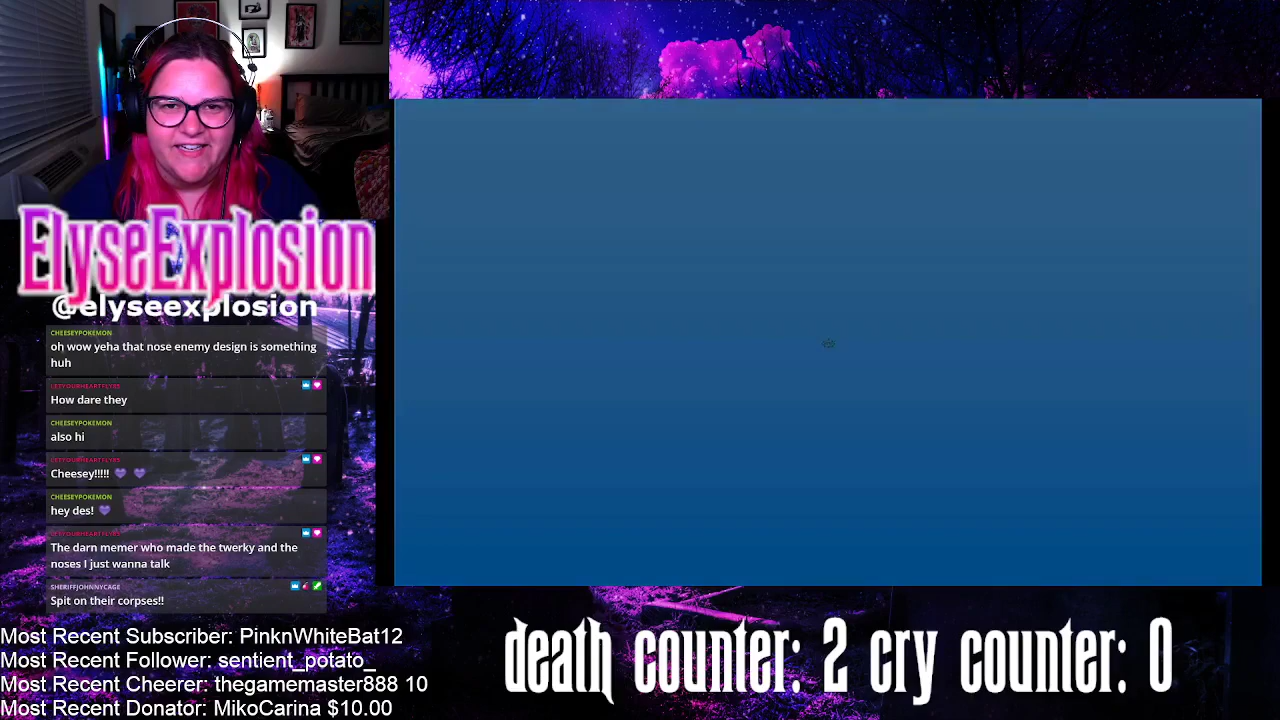 ElyseExplosion
@elyseexplosion
CHEESEYPOKEMON
oh wow yeha that nose enemy design is something
huh
LETYOURHEARTFLY85
How dare they
CHEESEYPOKEMON
also hi
LETYOURHEARTFLY85
Cheesey!!!!! 💜 💜
CHEESEYPOKEMON
hey des! 💜
LETYOURHEARTFLY85
The darn memer who made the twerky and the
noses I just wanna talk
SHERIFFJOHNNYCAGE
Spit on their corpses!!
Most Recent Subscriber: PinknWhiteBat12
Most Recent Follower: sentient_potato_
Most Recent Cheerer: thegamemaster888 10
Most Recent Donator: MikoCarina $10.00
death counter: 2 cry counter: 0